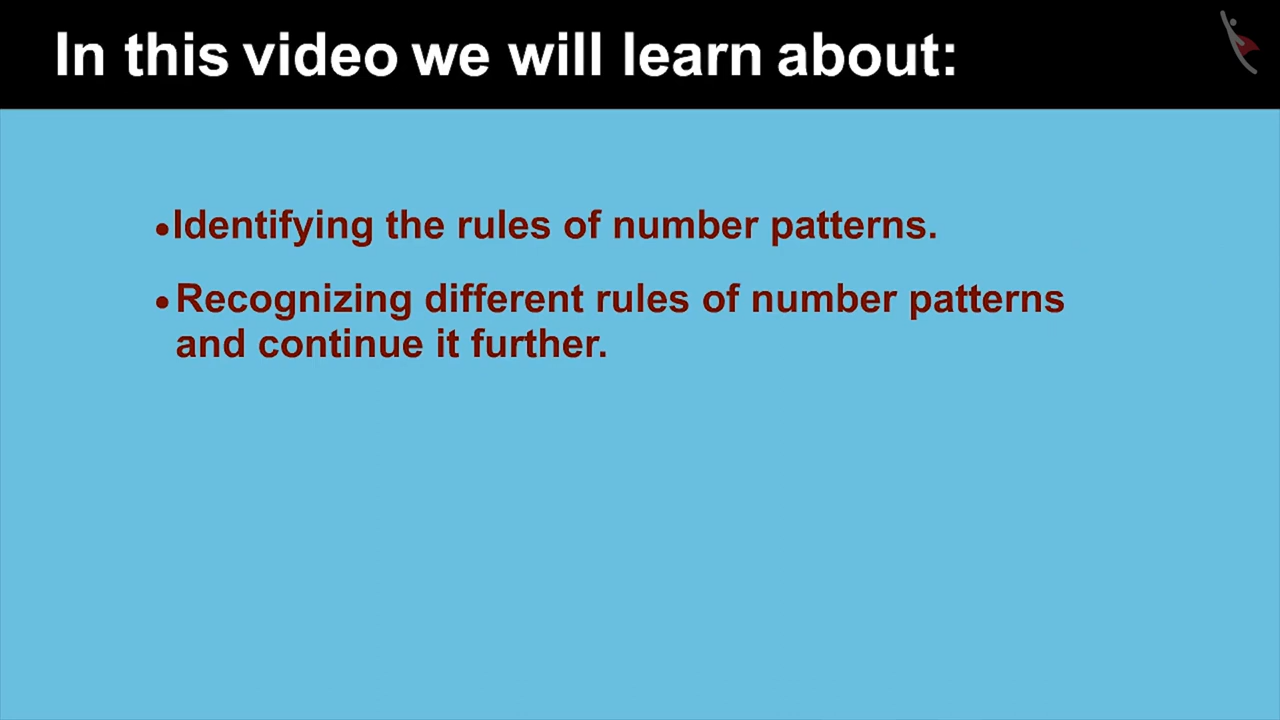 In this video we will learn about:
•Identifying the rules of number patterns.
• Recognizing different rules of number patterns
and continue it further.